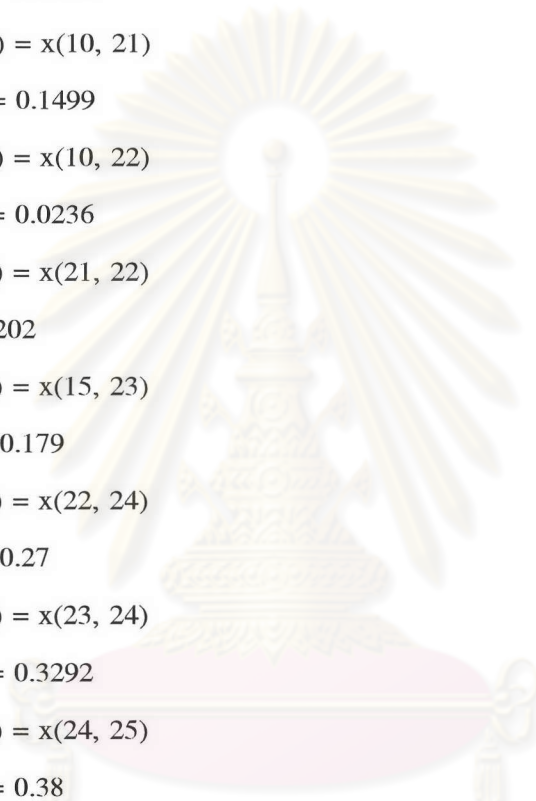 ) = x(10, 21)
= 0.1499
) = x(10, 22)
= 0.0236
) = x(21, 22)
202
) = x(15, 23)
0.179
) = x(22, 24)
0.27
) = x(23, 24)
= 0.3292
) = x(24, 25)
= 0.38